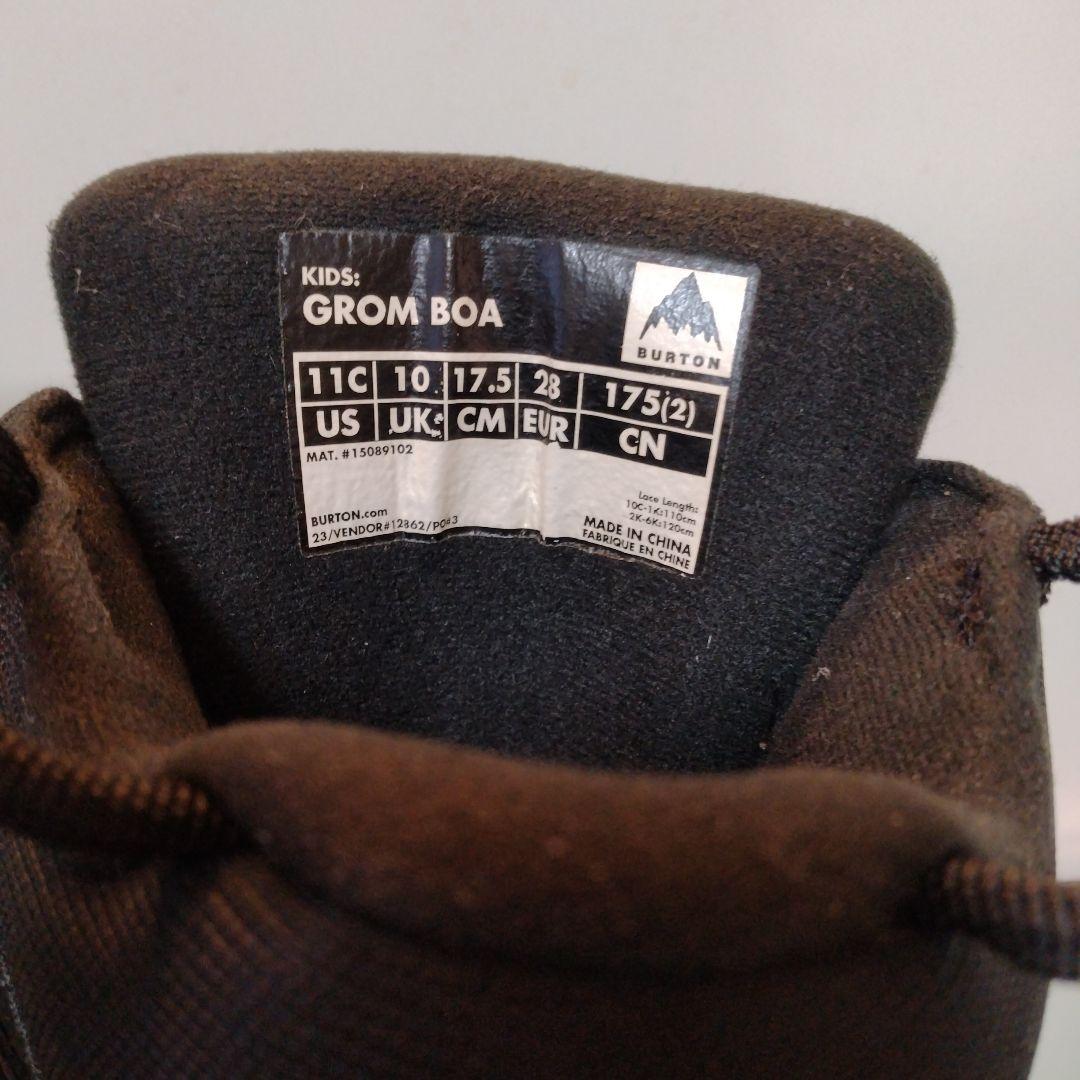 KIDS:
GROM BOA
BURTON
11C 10 17.5 28 175(2)
US UK CM EUR CN
MAT. #15089102
Lace Length:
10C-1K:110cm
2K-6K:120cm
BURTON.com
23/VENDOR#12862/PO#3
MADE IN CHINA
FABRIQUE EN CHINE